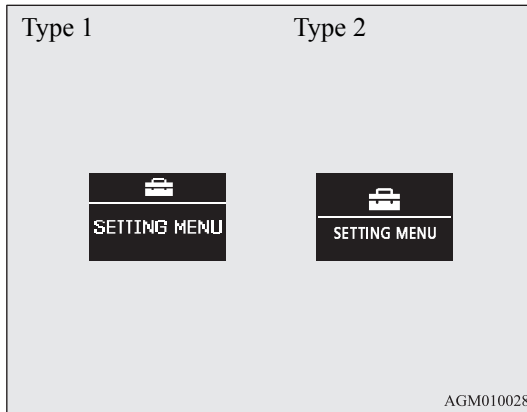 Type 1
Type 2
SETTING MENU
SETTING MENU
AGM010028